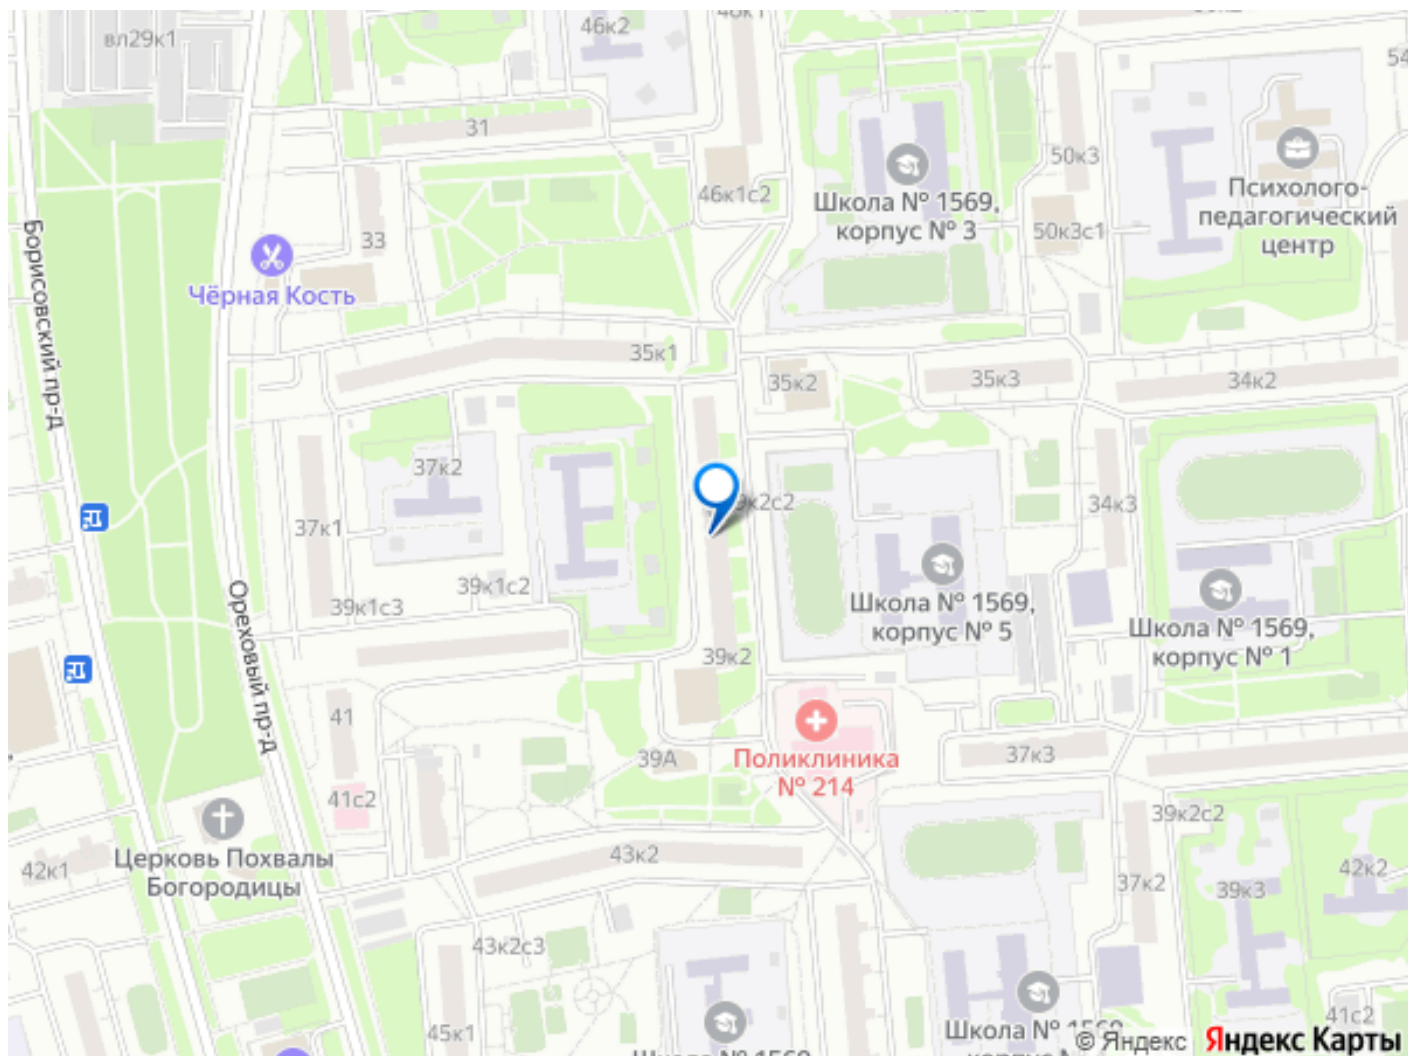 вл29к1
46к2
46к1
54
31
50к3
46к1с2
Школа № 1569,
корпус № 3
Психолого-
педагогический
центр
50к3с1
33
Борисовский пр-д
Чёрная Кость
35к1
35к2
35к3
34к2
37к2
37к1
34к3
39к1с2
39к1с3
Ореховый пр-д
Школа № 1569,
корпус № 5
Школа № 1569,
корпус № 1
39к2
41
39А
Поликлиника
№ 214
37к3
41с2
39к2с2
Церковь Похвалы
Богородицы
42к1
43к2
37к2
39к3
42к2
43к2с3
45к1
41с2
Школа №
© Яндекс
Яндекс Карты